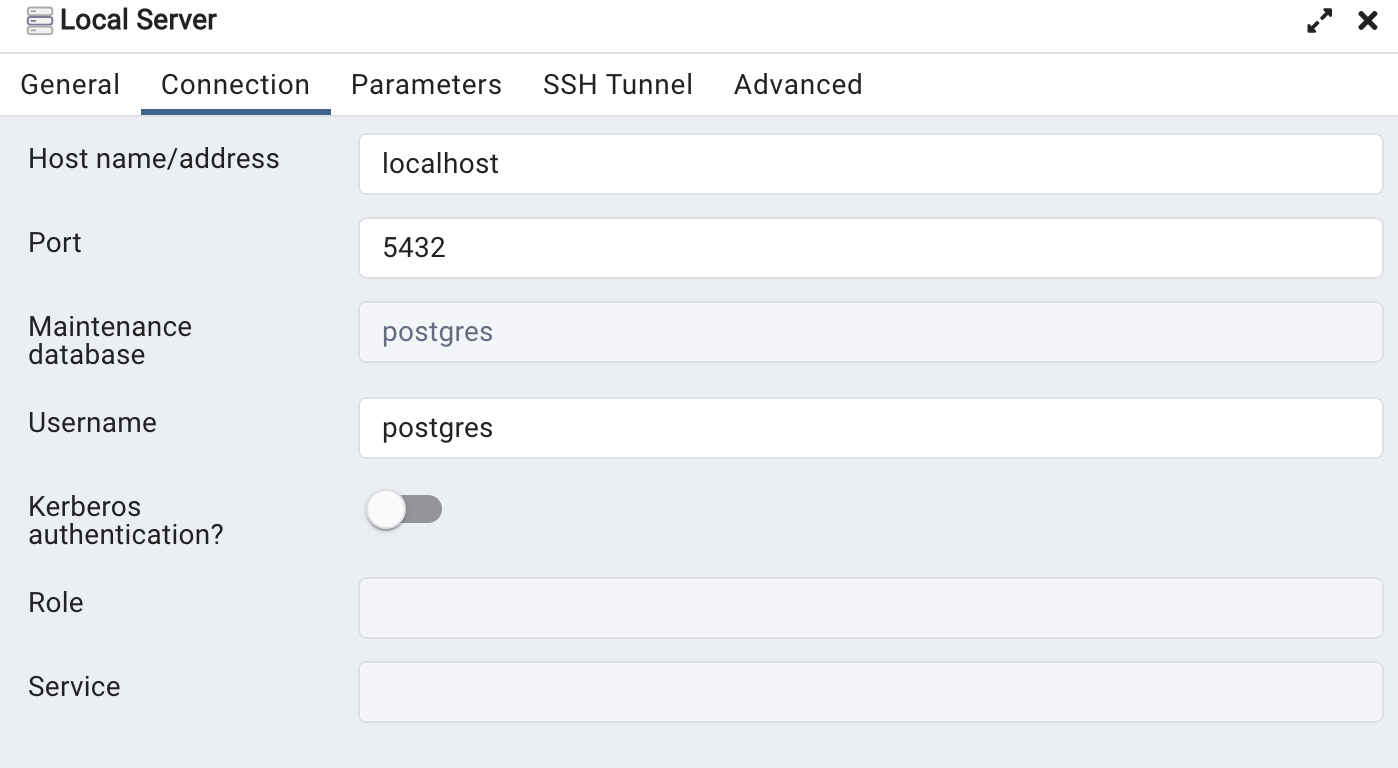 Local Server
General Connection Parameters SSH Tunnel Advanced
Host name/address localhost
Port 5432
Maintenance
database postgres
Username postgres
Kerberos
authentication?
Role
Service